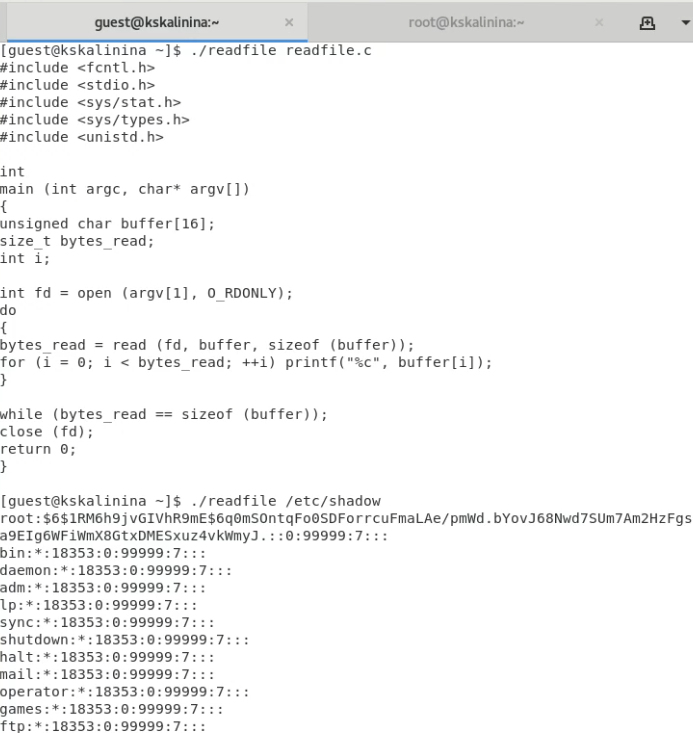 guest@kskalinina:~ × root@kskalinina:~ ×
[guest@kskalinina ~]$ ./readfile readfile.c
#include <fcntl.h>
#include <stdio.h>
#include <sys/stat.h>
#include <sys/types.h>
#include <unistd.h>
int
main (int argc, char* argv[])
{
unsigned char buffer[16];
size_t bytes_read;
int i;
int fd = open (argv[1], O_RDONLY);
do
{
bytes_read = read (fd, buffer, sizeof (buffer));
for (i = 0; i < bytes_read; ++i) printf("%c", buffer[i]);
}
while (bytes_read == sizeof (buffer));
close (fd);
return 0;
}
[guest@kskalinina ~]$ ./readfile /etc/shadow
root:$6$1RM6h9jvGIVhR9mE$6q0mSOntqFo0SDForrcuFmaLAe/pmWd.bYovJ68Nwd7SUm7Am2HzFgs
a9EIg6WFiWmX8GtxDMESxuz4vkWmyJ.::0:99999:7:::
bin:*:18353:0:99999:7:::
daemon:*:18353:0:99999:7:::
adm:*:18353:0:99999:7:::
lp:*:18353:0:99999:7:::
sync:*:18353:0:99999:7:::
shutdown:*:18353:0:99999:7:::
halt:*:18353:0:99999:7:::
mail:*:18353:0:99999:7:::
operator:*:18353:0:99999:7:::
games:*:18353:0:99999:7:::
ftp:*:18353:0:99999:7:::